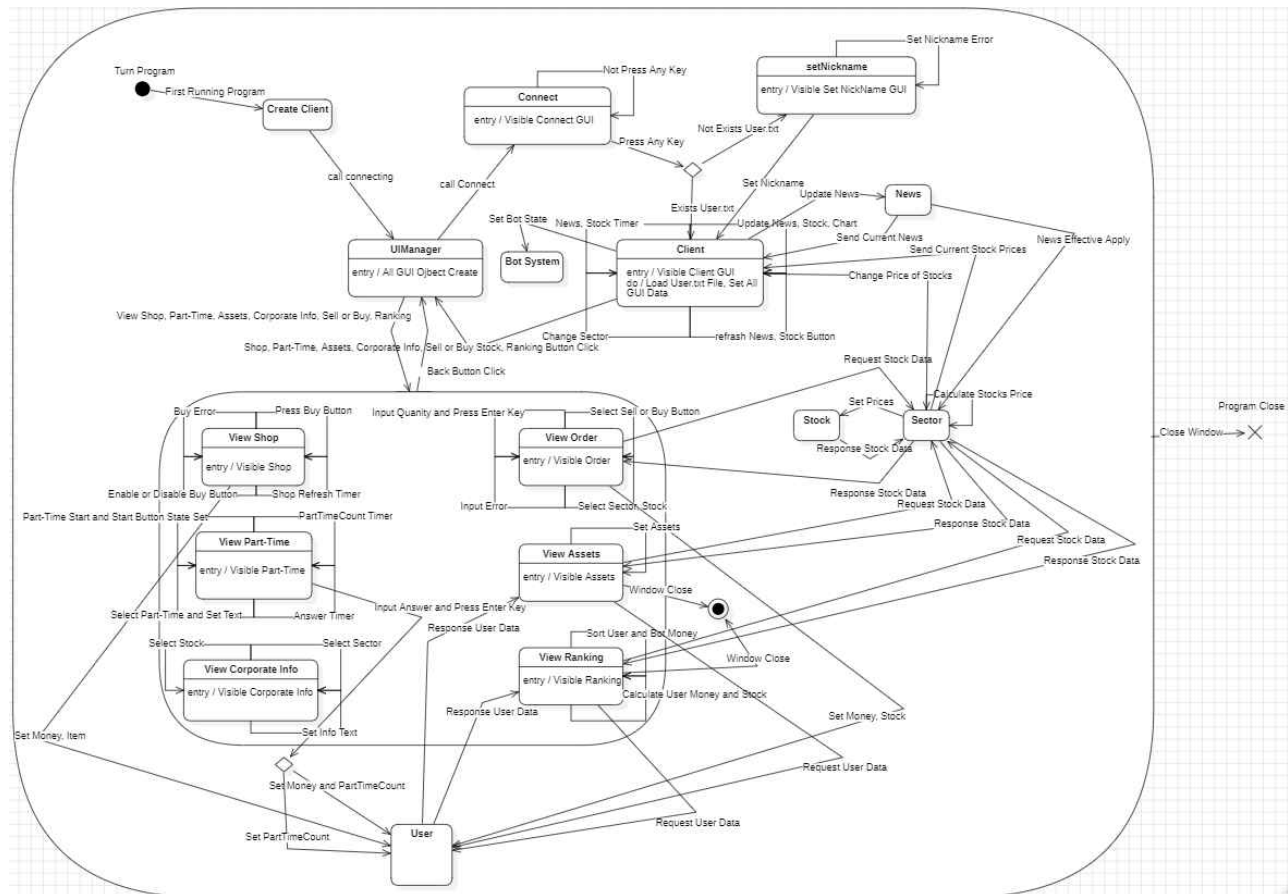 Set Nickname Error
setNickname
entry / Visible Set NickName GUI
Turn Program
First Running Program
Create Client
Not Press Any Key
Connect
entry / Visible Connect GUI
Press Any Key
Not Exists User.txt
call connecting
call Connect
Set Nickname
Update News
News
Exists User.txt
Set Bot State
News, Stock Timer
Update News, Stock, Chart
Send Current News
News Effective Apply
UIManager
entry / All GUI Ojbect Create
Bot System
Client
entry / Visible Client GUI
do / Load User.txt File, Set All
GUI Data
Send Current Stock Prices
Change Price of Stocks
View Shop, Part-Time, Assets, Corporate Info, Sell or Buy, Ranking
Change Sector
refrash News, Stock Button
Shop, Part-Time, Assets, Corporate Info, Sell or Buy Stock, Ranking Button Click
Request Stock Data
Back Button Click
Buy Error
Press Buy Button
Input Quanity and Press Enter Key
Select Sell or Buy Button
Calculate Stocks Price
Set Prices
Program Close
View Shop
entry / Visible Shop
View Order
entry / Visible Order
Stock
Sector
Close Window
Response Stock Data
Enable or Disable Buy Button
Shop Refresh Timer
Input Error
Select Sector, Stock
Response Stock Data
Request Stock Data
Part-Time Start and Start Button State Set
PartTimeCount Timer
Set Assets
Response Stock Data
View Part-Time
entry / Visible Part-Time
View Assets
entry / Visible Assets
Request Stock Data
Response Stock Data
Window Close
Select Part-Time and Set Text
Answer Timer
Input Answer and Press Enter Key
Response User Data
Select Stock
Select Sector
Sort User and Bot Money
View Corporate Info
entry / Visible Corporate Info
View Ranking
entry / Visible Ranking
Window Close
Calculate User Money and Stock
Response User Data
Set Money, Stock
Set Money, Item
Set Info Text
Request User Data
Set Money and PartTimeCount
Set PartTimeCount
User
Request User Data